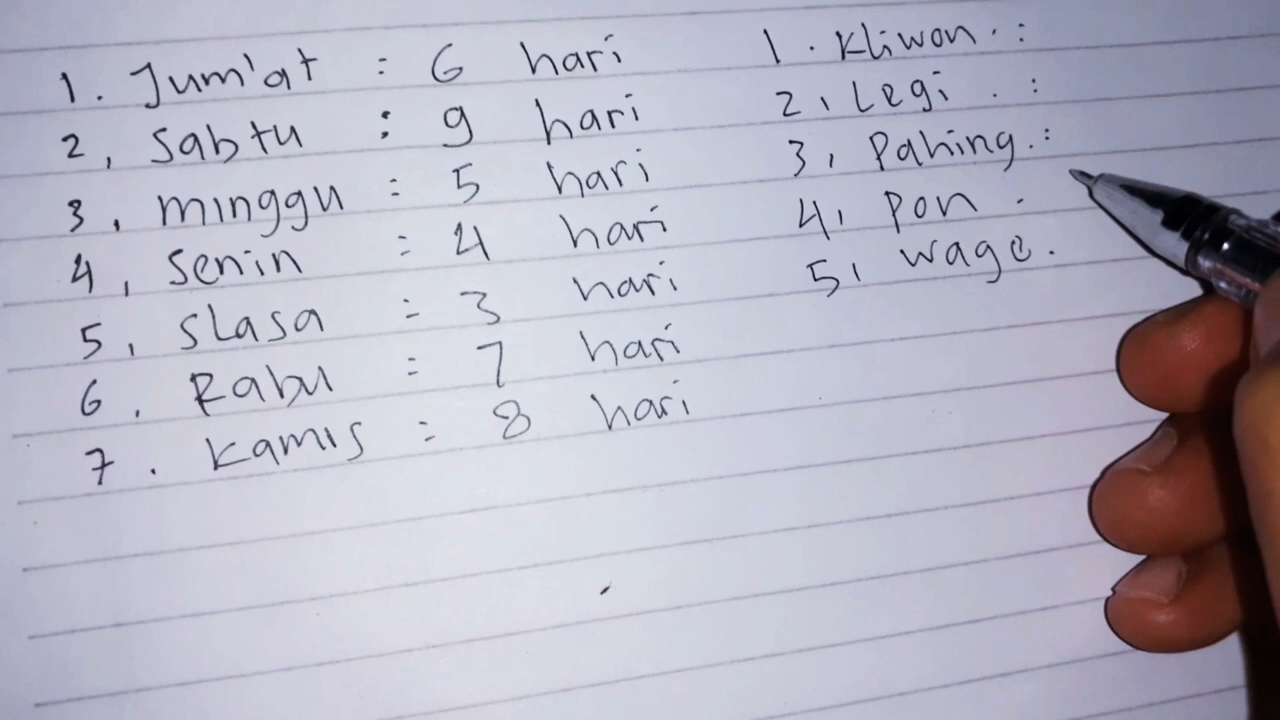 1. Jum'at : 6 hari
2, Sabtu : 9 hari
3, minggu : 5 hari
4, Senin : 4 hari
5, SLasa : 3 hari
6. Rabu : 7 hari
7. Kamis : 8 hari
1. Kliwon. :
2, Legi . :
3, Pahing. :
4, Pon .
5, wage.